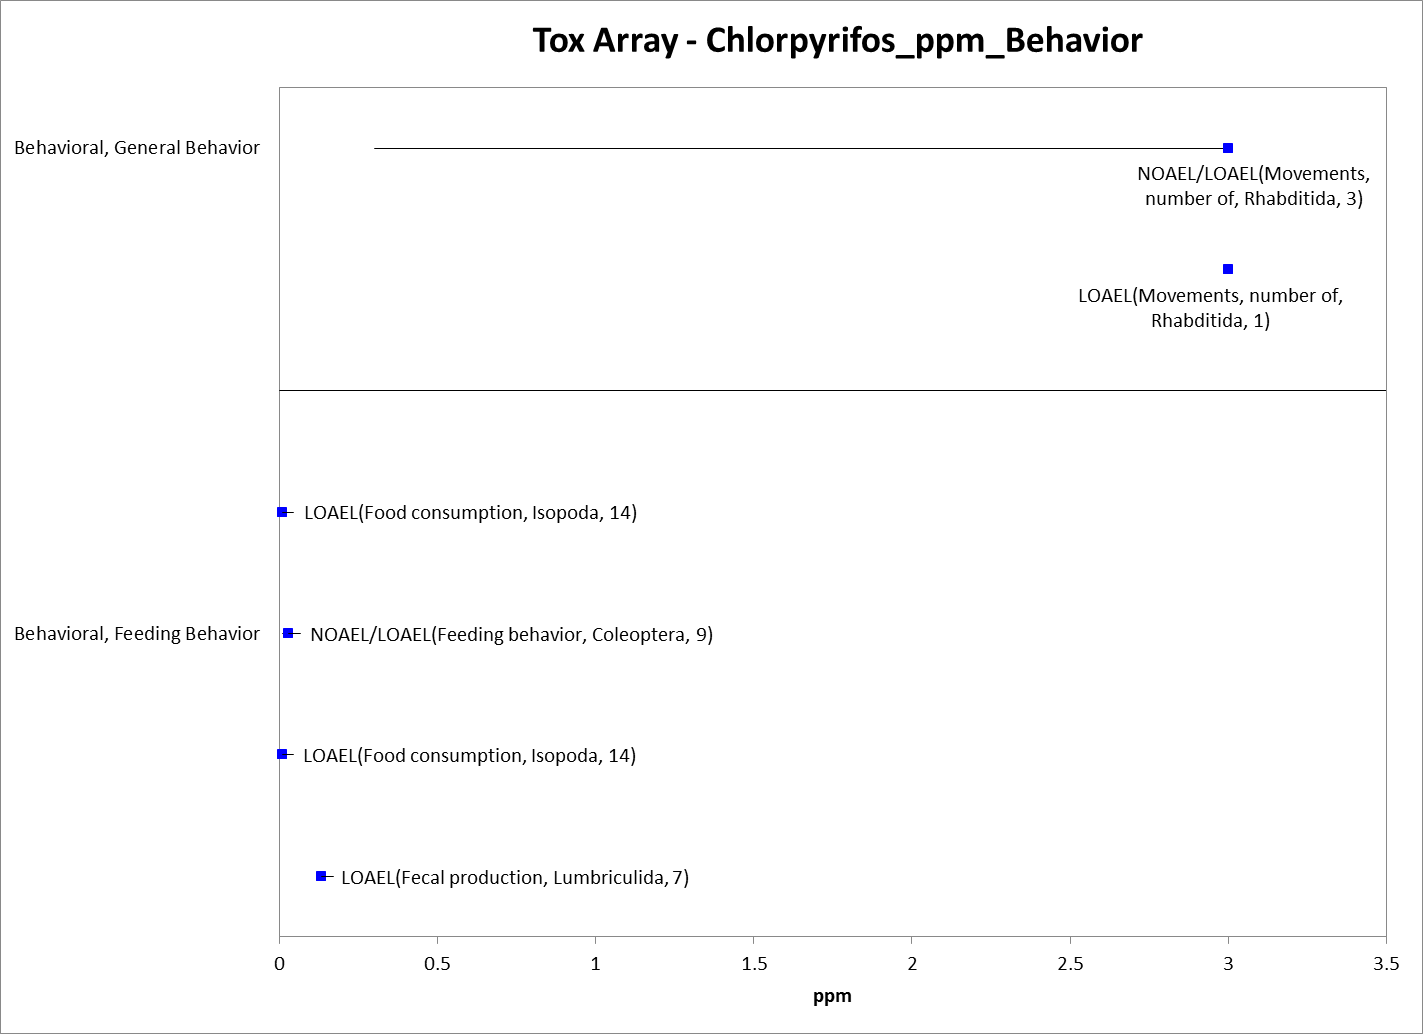 Tox Array - Chlorpyrifos_ppm_Behavior
Behavioral, General Behavior
NOAEL/LOAEL(Movements,
number of, Rhabditida, 3)
LOAEL(Movements, number of,
Rhabditida, 1)
LOAEL(Food consumption, Isopoda, 14)
Behavioral, Feeding Behavior
NOAEL/LOAEL(Feeding behavior, Coleoptera, 9)
LOAEL(Food consumption, Isopoda, 14)
LOAEL(Fecal production, Lumbriculida, 7)
0 0.5 1 1.5 2 2.5 3 3.5
ppm